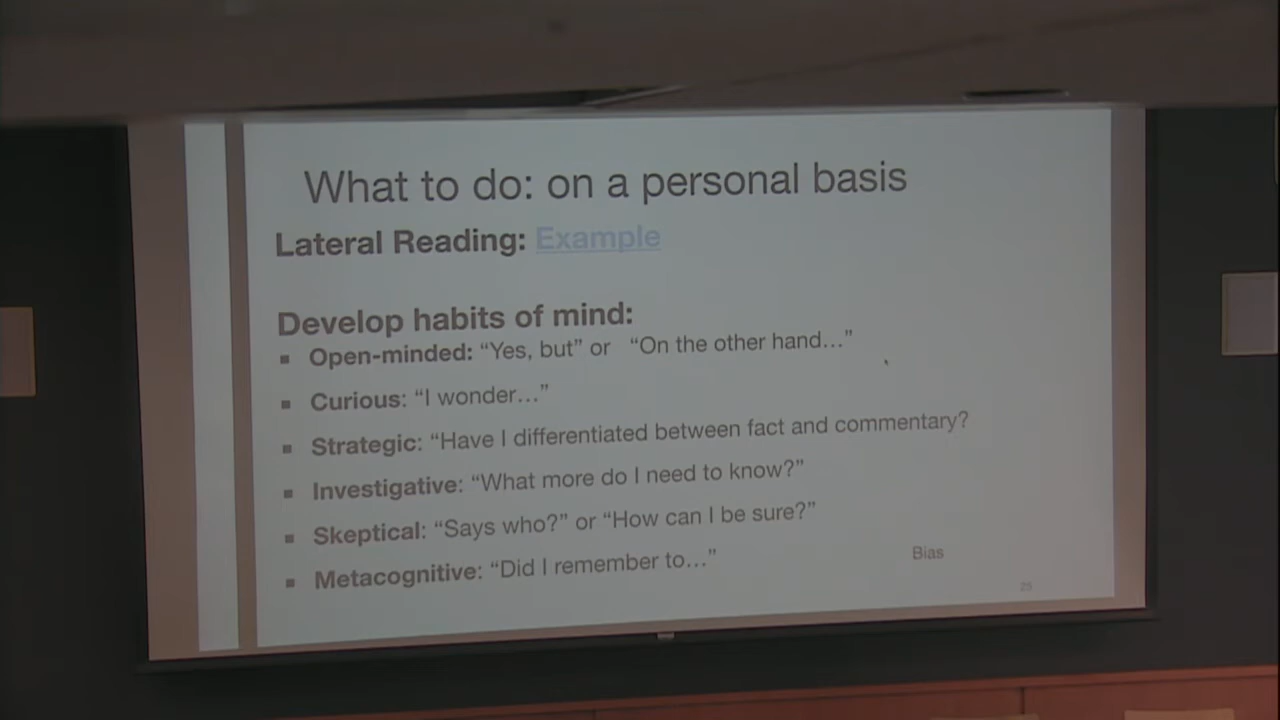 What to do: on a personal basis
Lateral Reading: Example
Develop habits of mind:
▪ Open-minded: “Yes, but” or “On the other hand…”
▪ Curious: “I wonder…”
▪ Strategic: “Have I differentiated between fact and commentary?
▪ Investigative: “What more do I need to know?”
▪ Skeptical: “Says who?” or “How can I be sure?”
▪ Metacognitive: “Did I remember to…”
Bias
25